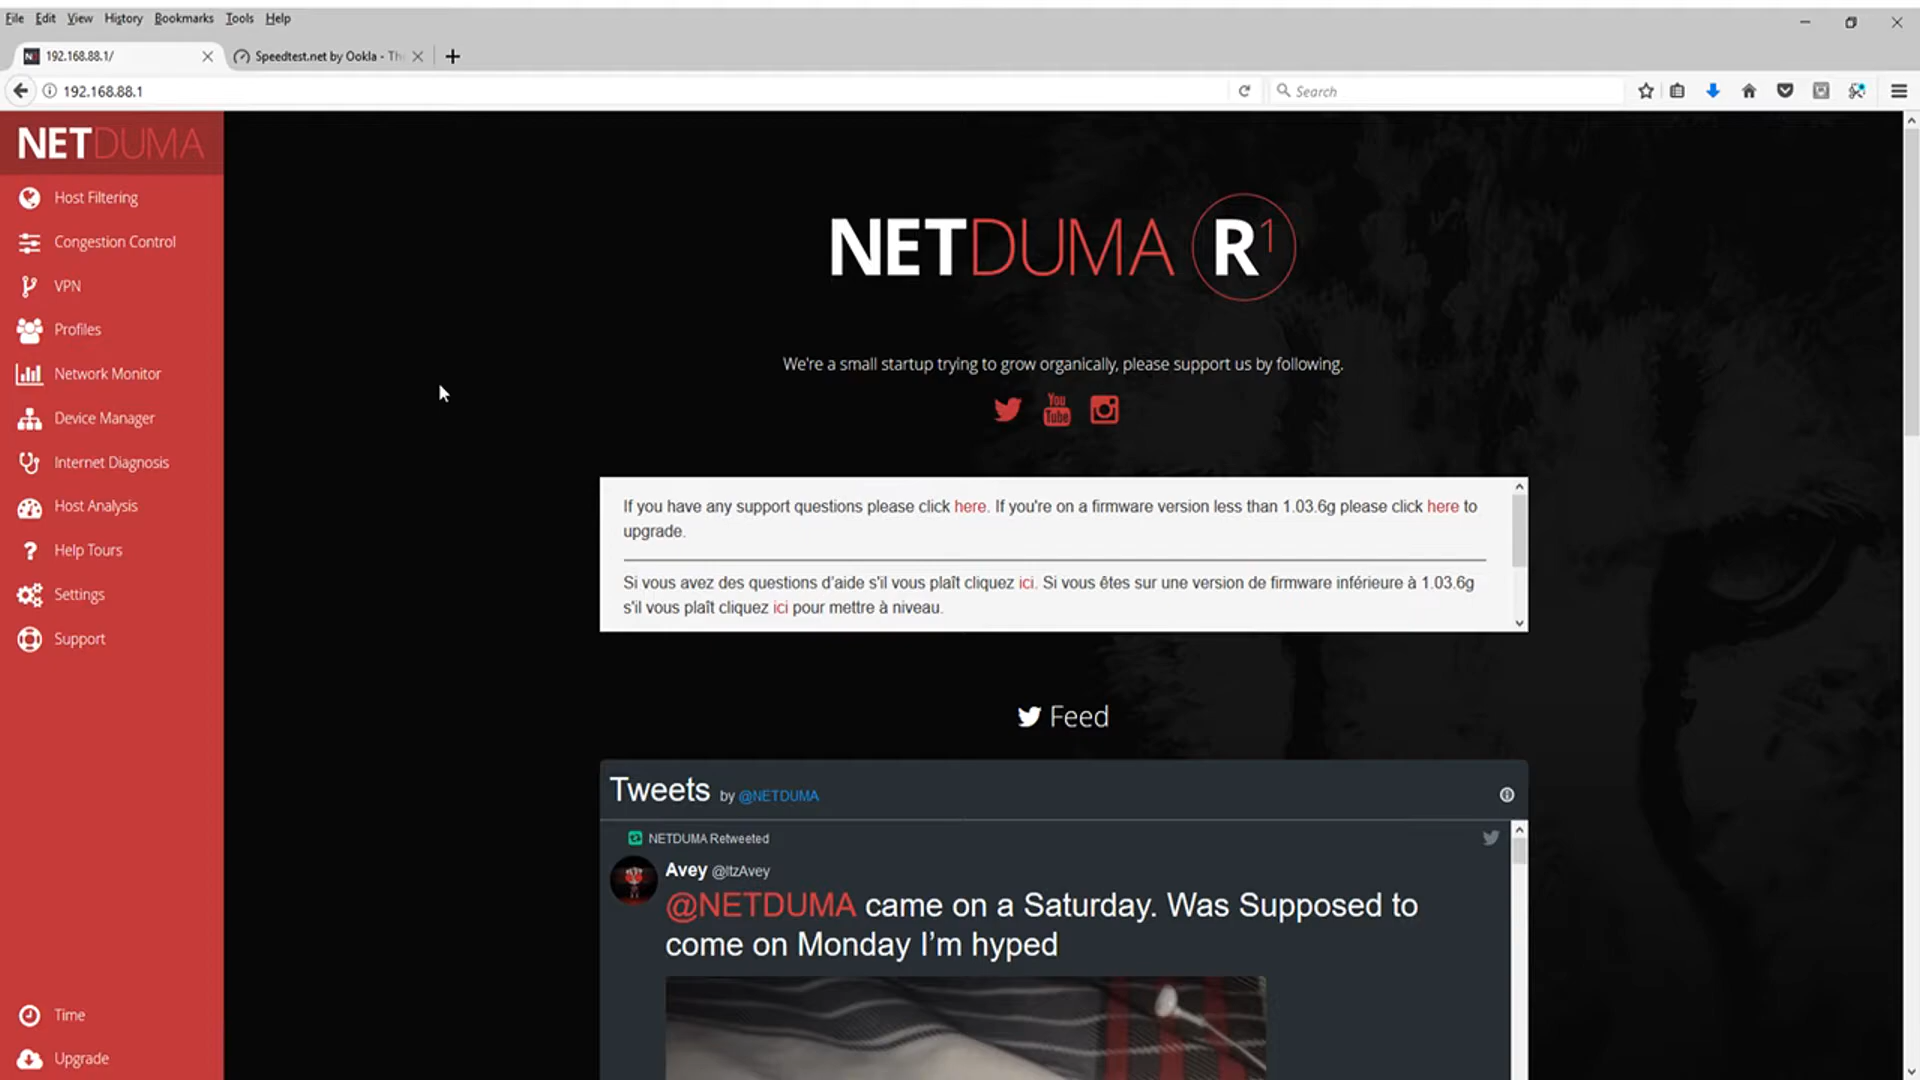 File Edit View History Bookmarks Tools Help
192.168.88.1/
Speedtest.net by Ookla - Th
192.168.88.1
Search
NETDUMA
Host Filtering
Congestion Control
VPN
Profiles
Network Monitor
Device Manager
Internet Diagnosis
Host Analysis
Help Tours
Settings
Support
Time
Upgrade
NETDUMA R1
We're a small startup trying to grow organically, please support us by following.
You Tube
If you have any support questions please click here. If you're on a firmware version less than 1.03.6g please click here to
upgrade.
Si vous avez des questions d'aide s'il vous plaît cliquez ici. Si vous êtes sur une version de firmware inférieure à 1.03.6g
s'il vous plaît cliquez ici pour mettre à niveau.
Feed
Tweets by @NETDUMA
NETDUMA Retweeted
Avey @ItzAvey
@NETDUMA came on a Saturday. Was Supposed to
come on Monday I'm hyped